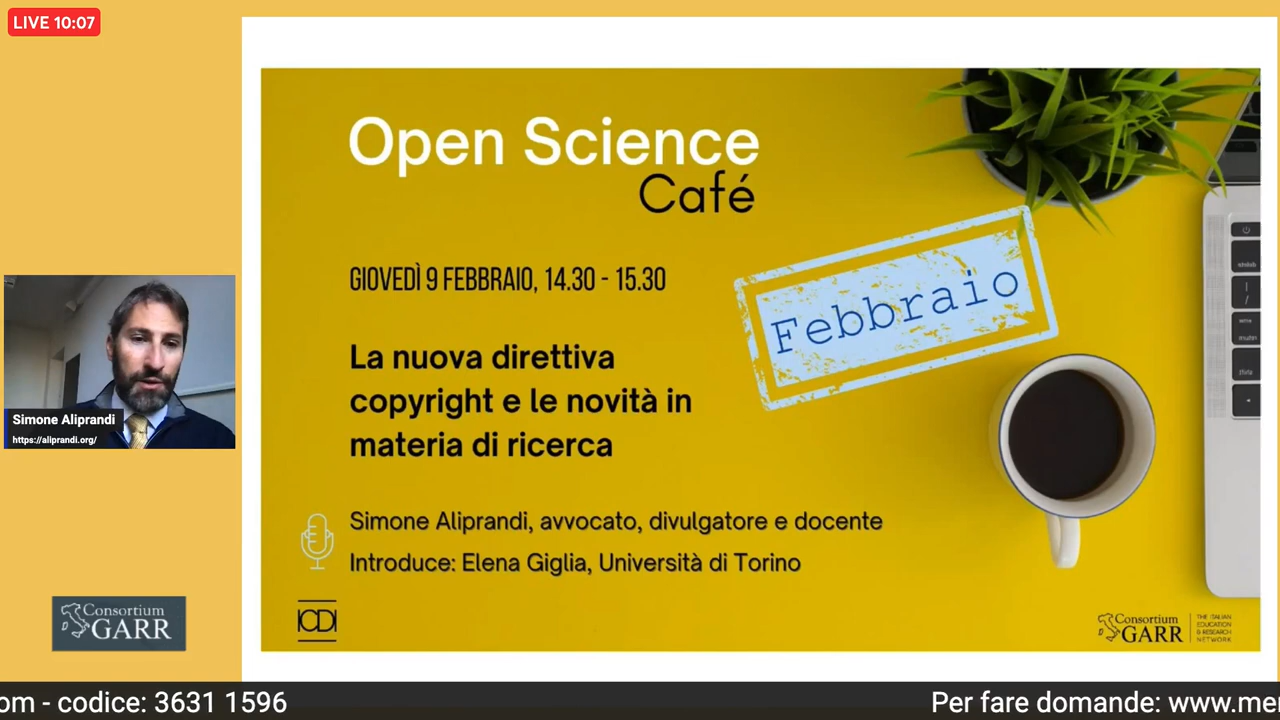 LIVE 10:07
Open Science
Café
GIOVEDÌ 9 FEBBRAIO, 14.30 - 15.30
Febbraio
La nuova direttiva
copyright e le novità in
materia di ricerca
Simone Aliprandi, avvocato, divulgatore e docente
Introduce: Elena Giglia, Università di Torino
Simone Aliprandi
https://aliprandi.org/
Consortium
GARR
ICDI
Consortium
GARR
THE ITALIAN
EDUCATION
& RESEARCH
NETWORK
om - codice: 3631 1596
Per fare domande: www.me